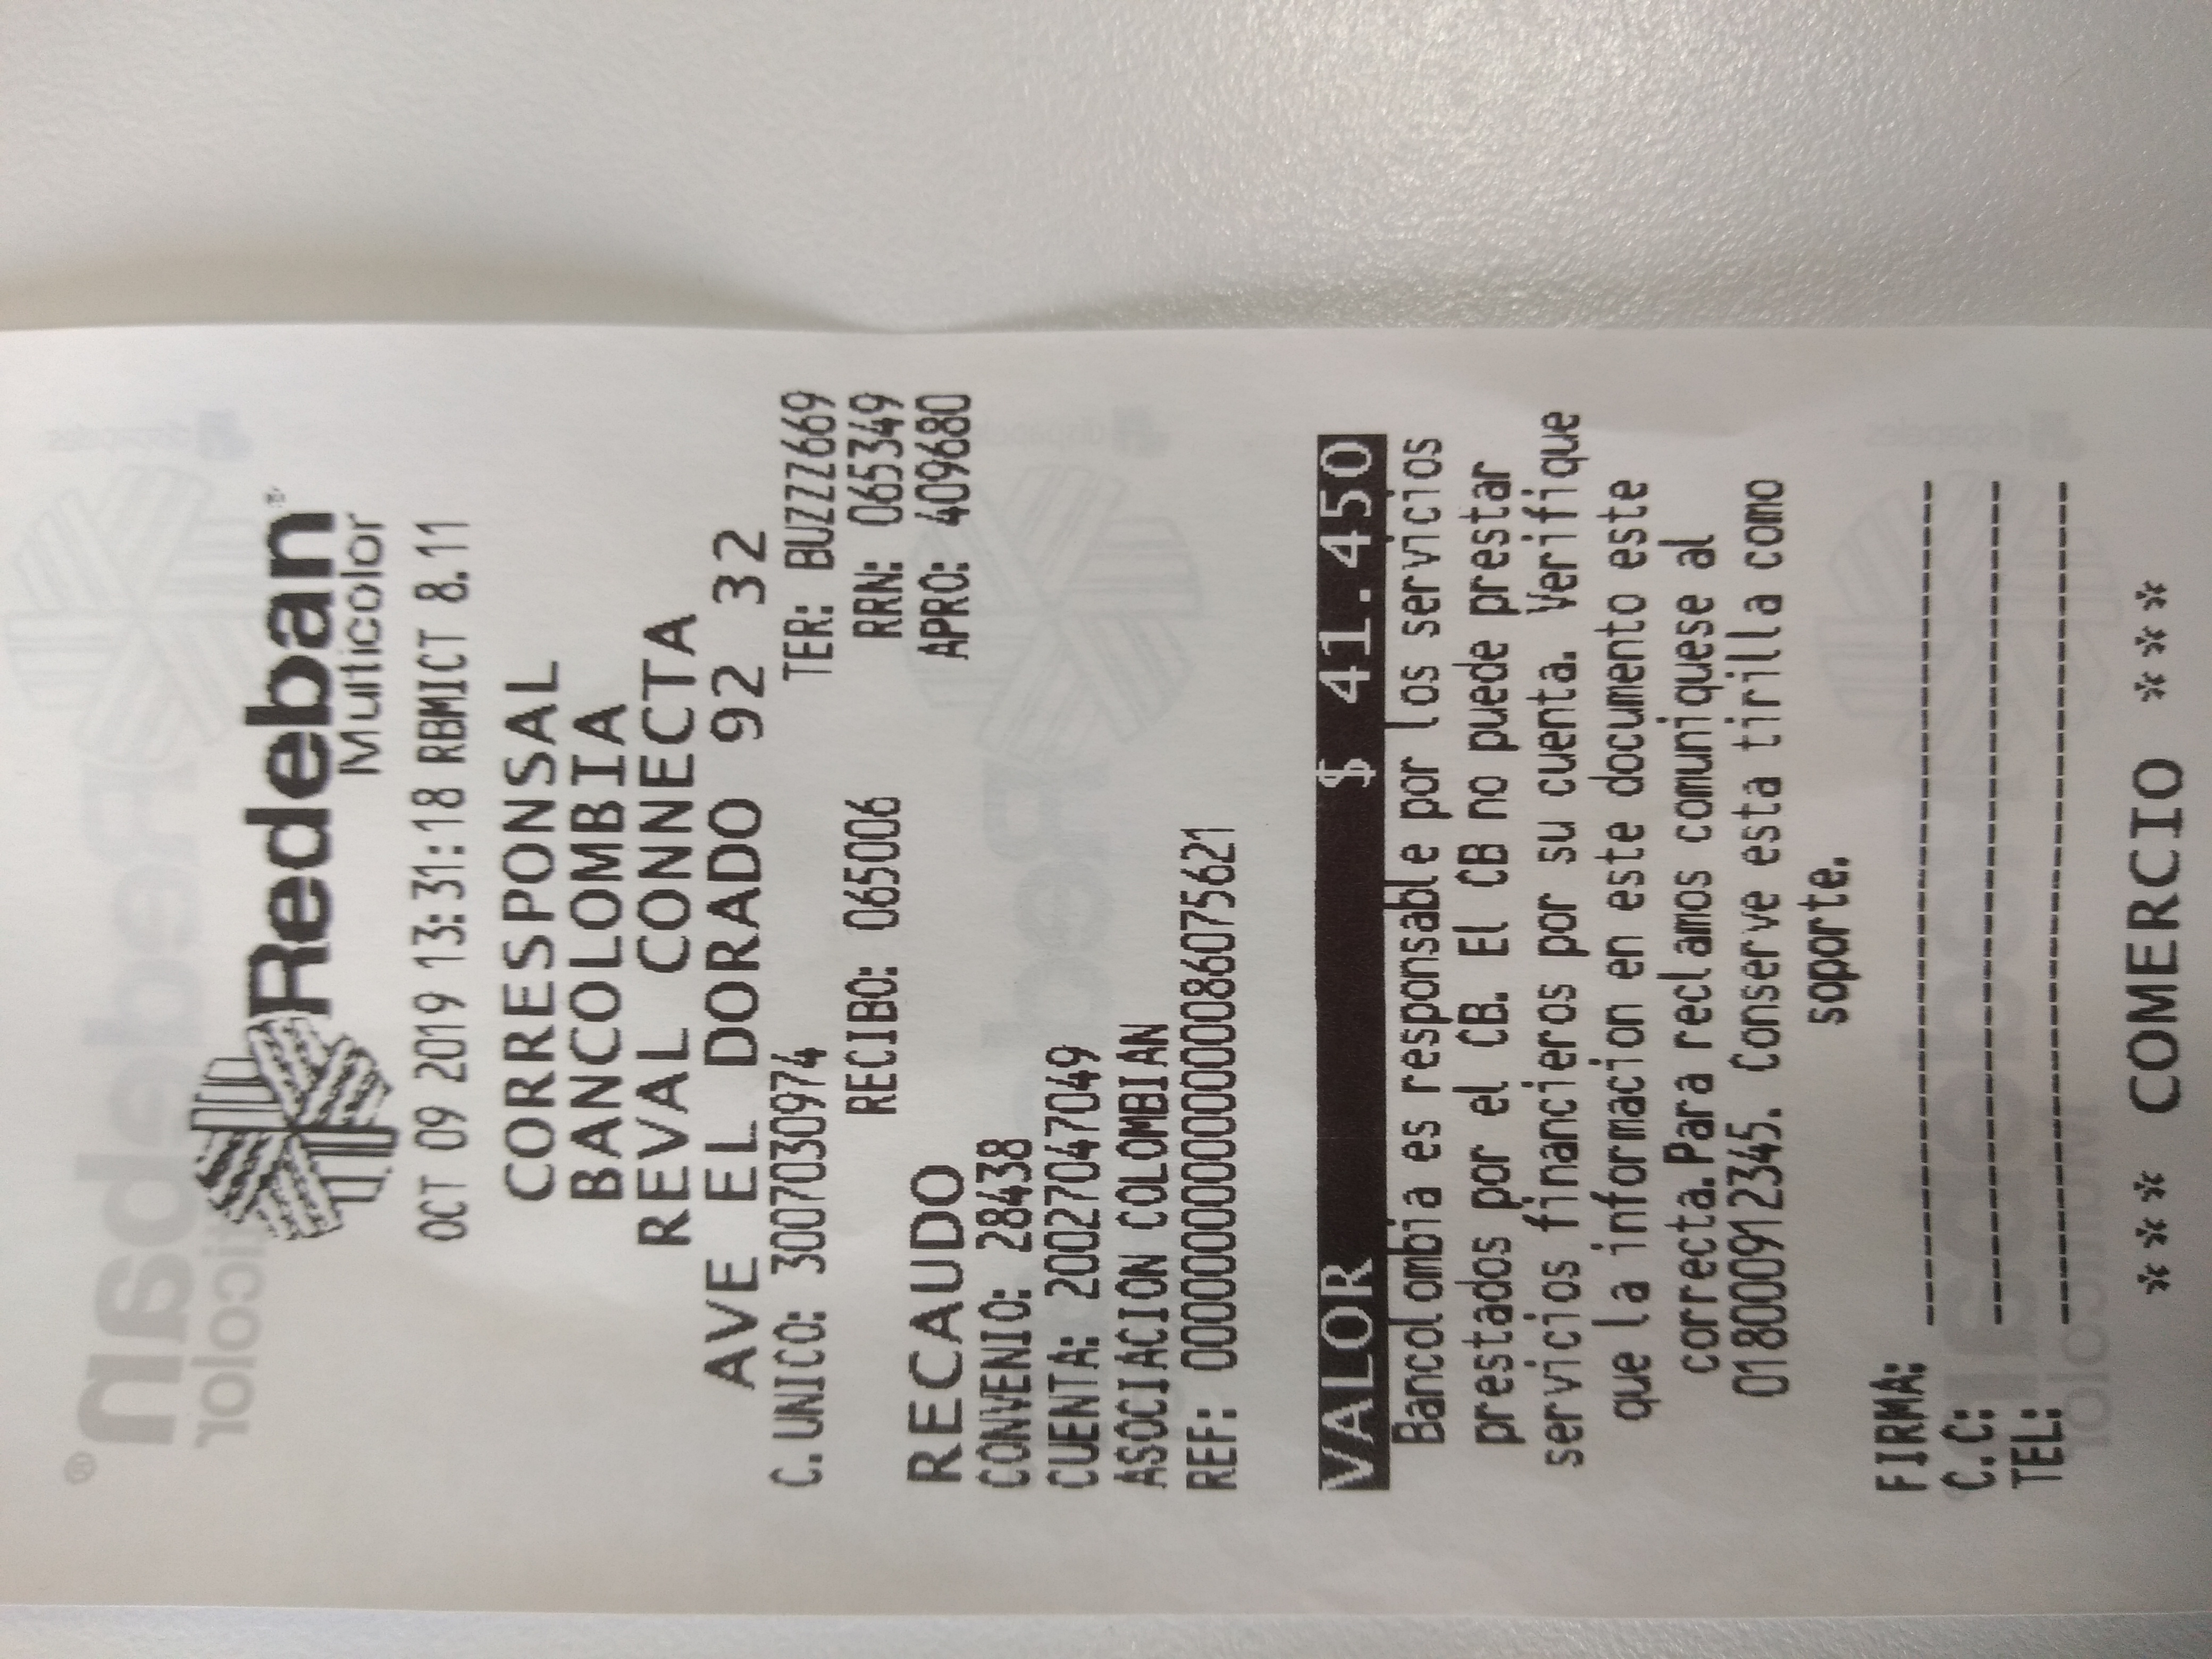 Redeban
Multicolor
OCT 09 2019 13:31:18 RBMICT 8.11
CORRESPONSAL
BANCOLOMBIA
REVAL CONNECTA
AVE EL DORADO 92 32
C.UNICO: 3007030974 TER: BUZZZ669
RECIBO: 065006 RRN: 065349
RECAUDO APRO: 409680
CONVENIO: 28438
CUENTA: 20027047049
ASOCIACION COLOMBIAN
REF: 000000000000000086075621
VALOR $ 41.450
Bancolombia es responsable por los servicios
prestados por el CB. El CB no puede prestar
servicios financieros por su cuenta. Verifique
que la informacion en este documento este
correcta.Para reclamos comuniquese al
018000912345. Conserve esta tirilla como
soporte.
FIRMA:
C.C:
TEL:
*** COMERCIO ***